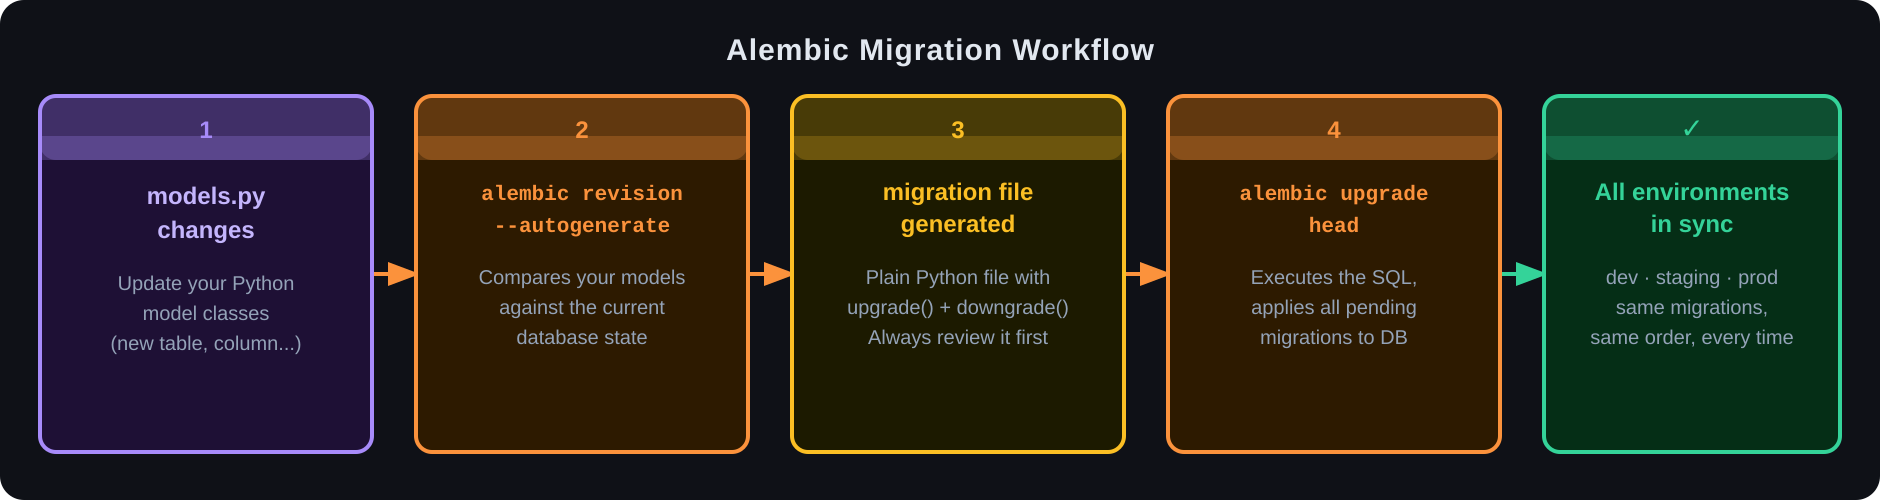 Alembic Migration Workflow
1
models.py
changes
Update your Python
model classes
(new table, column...)
2
alembic revision
--autogenerate
Compares your models
against the current
database state
3
migration file
generated
Plain Python file with
upgrade() + downgrade()
Always review it first
4
alembic upgrade
head
Executes the SQL,
applies all pending
migrations to DB
✓
All environments
in sync
dev · staging · prod
same migrations,
same order, every time